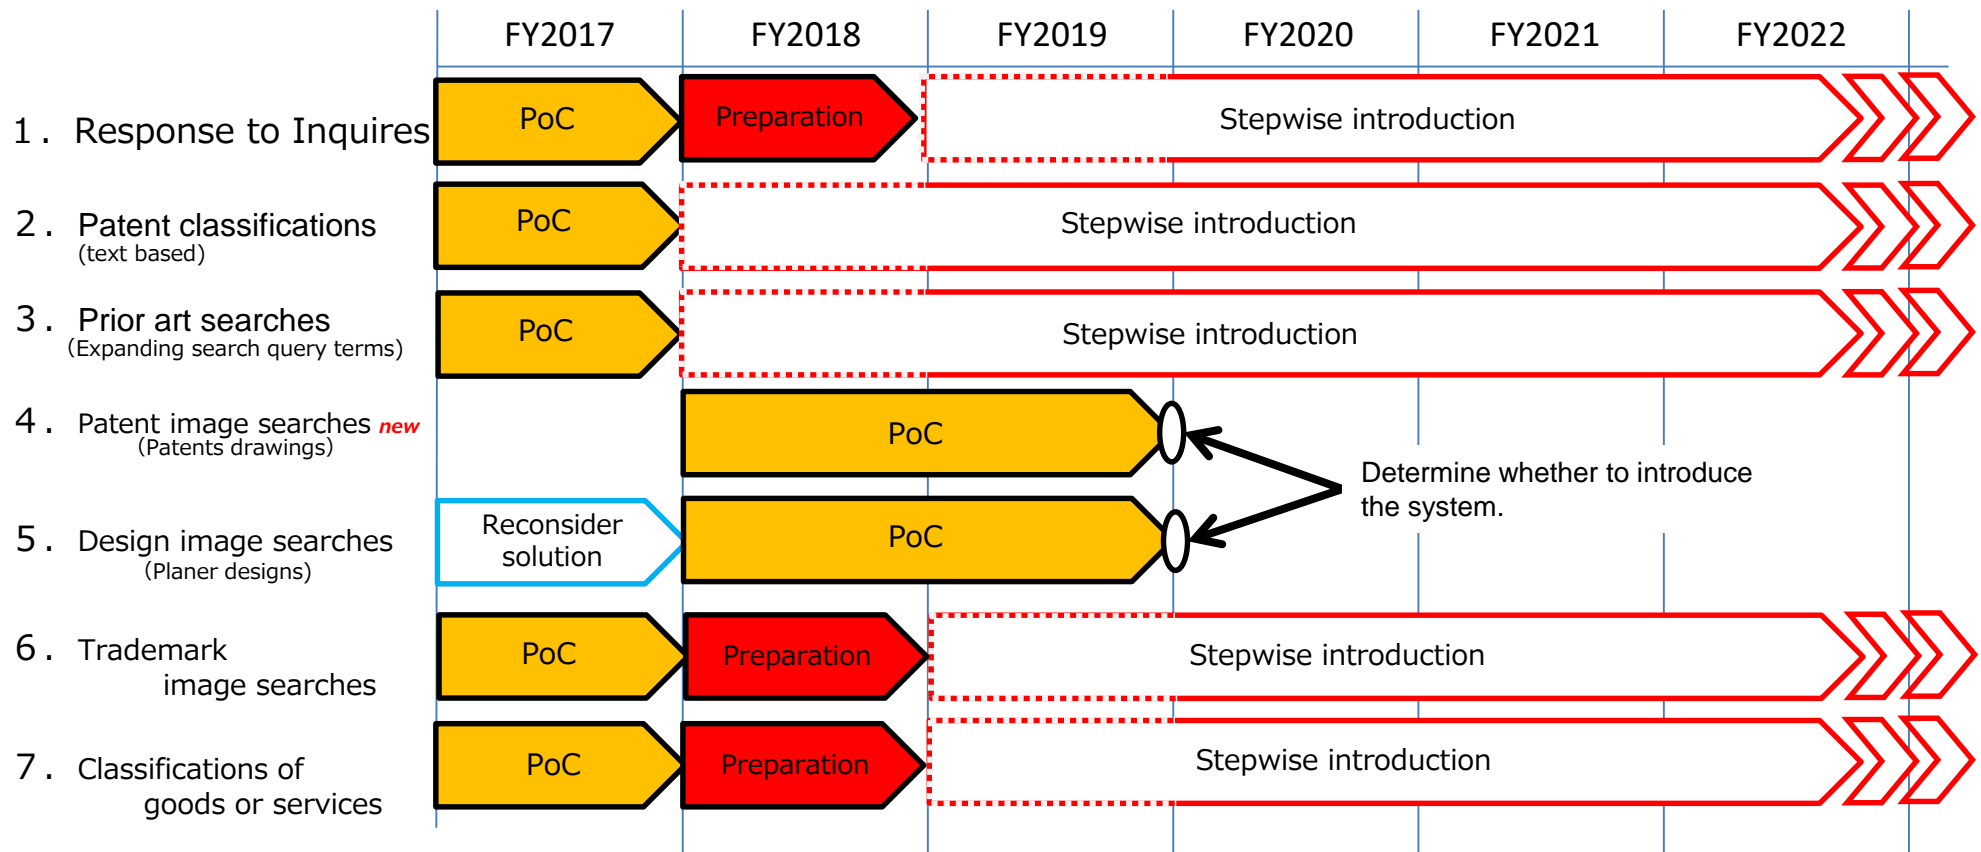 FY2017 FY2018 FY2019 FY2020 FY2021 FY2022
1. Response to Inquires PoC Preparation Stepwise introduction
2. Patent classifications PoC Stepwise introduction
(text based)
3. Prior art searches PoC Stepwise introduction
(Expanding search query terms)
4. Patent image searches new PoC
(Patents drawings)
Determine whether to introduce
the system.
Reconsider
solution
5. Design image searches PoC
(Planer designs)
6. Trademark PoC Preparation Stepwise introduction
image searches
7. Classifications of PoC Preparation Stepwise introduction
goods or services